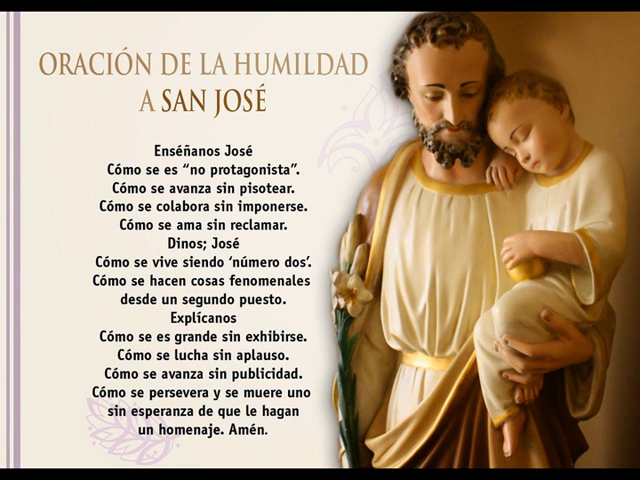 ORACIÓN DE LA HUMILDAD
A SAN JOSÉ
Enséñanos José
Cómo se es “no protagonista”.
Cómo se avanza sin pisotear.
Cómo se colabora sin imponerse.
Cómo se ama sin reclamar.
Dinos; José
Cómo se vive siendo ‘número dos’.
Cómo se hacen cosas fenomenales
desde un segundo puesto.
Explícanos
Cómo se es grande sin exhibirse.
Cómo se lucha sin aplauso.
Cómo se avanza sin publicidad.
Cómo se persevera y se muere uno
sin esperanza de que le hagan
un homenaje. Amén.